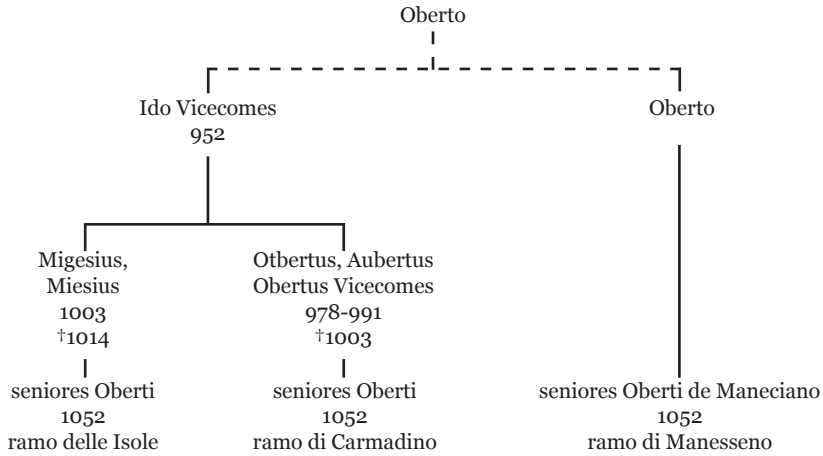 Oberto
Ido Vicecomes
952
Oberto
Migesius,
Miesius
1003
†1014
Otbertus, Aubertus
Obertus Vicecomes
978-991
†1003
seniores Oberti
1052
ramo delle Isole
seniores Oberti
1052
ramo di Carmadino
seniores Oberti de Maneciano
1052
ramo di Manesseno